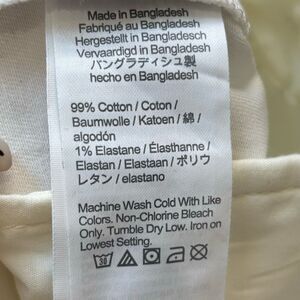 Made in Bangladesh
Fabriqué au Bangladesh
Hergestellt in Bangladesh
Vervaardigd in Bangladesh
バングラディシュ製
hecho en Bangladesh
99% Cotton / Coton /
Baumwolle / Katoen / 綿 /
algodón
1% Elastane / Élasthanne /
Elastan / Elastaan / ポリウ
レタン / elastano
Machine Wash Cold With Like
Colors. Non-Chlorine Bleach
Only. Tumble Dry Low. Iron on
Lowest Setting.
30